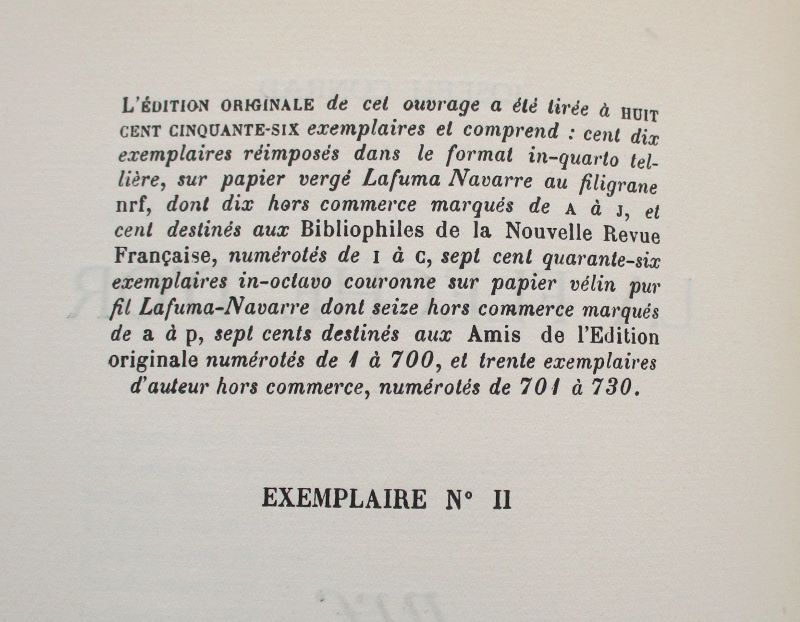 L'ÉDITION ORIGINALE de cet ouvrage a été tirée à HUIT
CENT CINQUANTE-SIX exemplaires et comprend : cent dix
exemplaires réimposés dans le format in-quarto tel-
lière, sur papier vergé Lafuma Navarre au filigrane
nrf, dont dix hors commerce marqués de A à J, et
cent destinés aux Bibliophiles de la Nouvelle Revue
Française, numérotés de I à C, sept cent quarante-six
exemplaires in-octavo couronne sur papier vélin pur
fil Lafuma-Navarre dont seize hors commerce marqués
de a à p, sept cents destinés aux Amis de l'Edition
originale numérotés de 1 à 700, et trente exemplaires
d'auteur hors commerce, numérotés de 701 à 730.
EXEMPLAIRE N° II